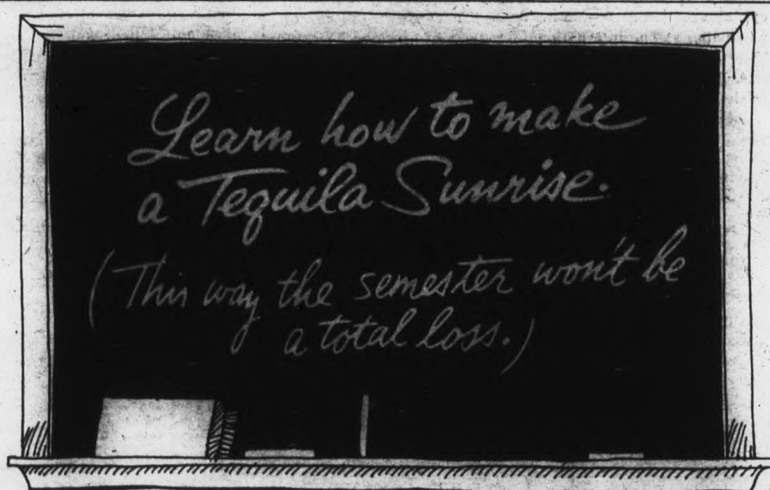 Learn how to make
a Tequila Sunrise.
(This way the semester won't be
a total loss.)